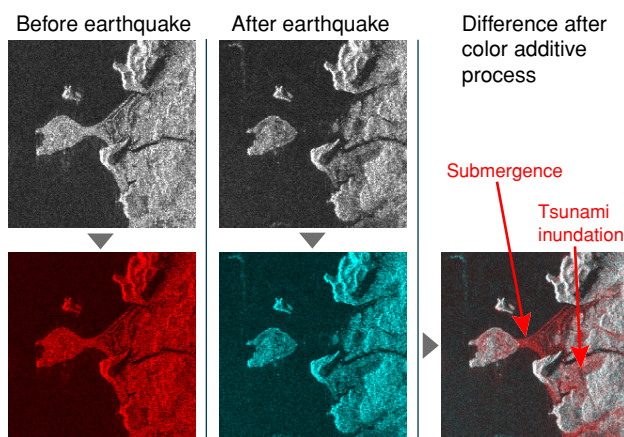 Before earthquake
After earthquake
Difference after
color additive
process
Submergence
Tsunami
inundation